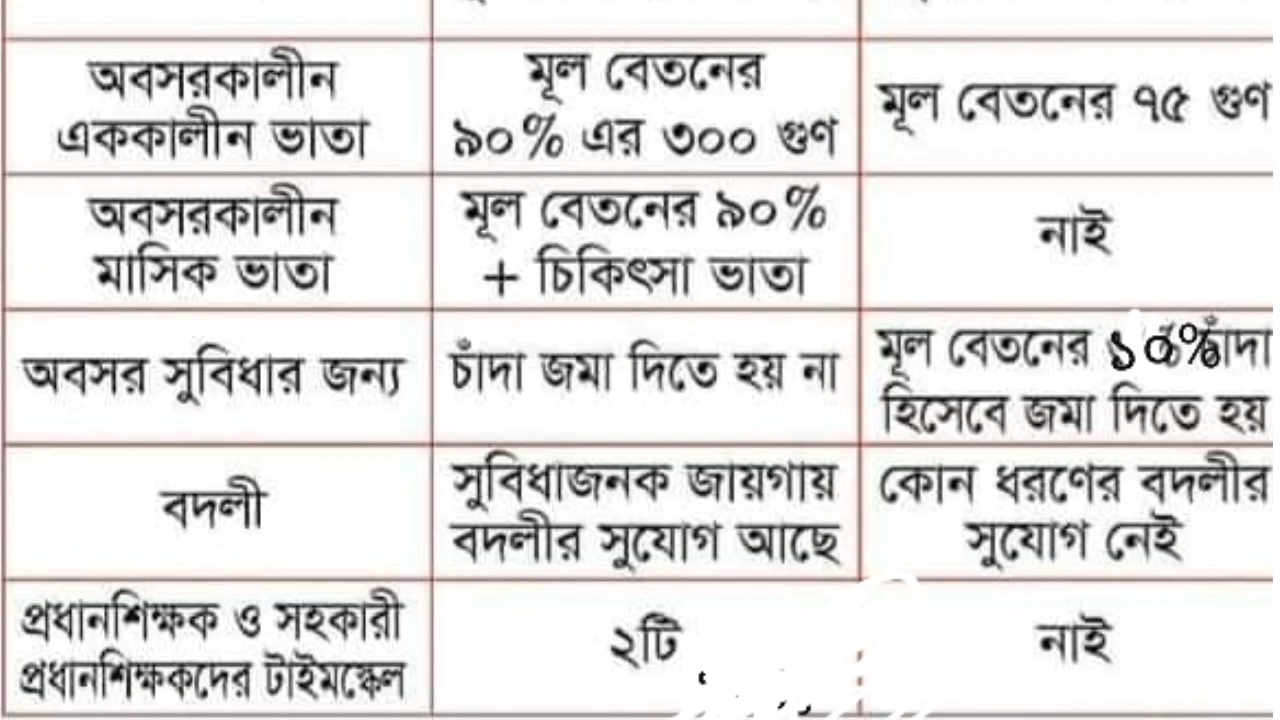 অবসরকালীন
এককালীন ভাতা
মূল বেতনের
৯০% এর ৩০০ গুণ
মূল বেতনের ৭৫ গুণ
অবসরকালীন
মাসিক ভাতা
মূল বেতনের ৯০%
+ চিকিৎসা ভাতা
নাই
অবসর সুবিধার জন্য
চাঁদা জমা দিতে হয় না
মূল বেতনের ১০% চাঁদা
হিসেবে জমা দিতে হয়
বদলী
সুবিধাজনক জায়গায়
বদলীর সুযোগ আছে
কোন ধরণের বদলীর
সুযোগ নেই
প্রধানশিক্ষক ও সহকারী
প্রধানশিক্ষকদের টাইমস্কেল
২টি
নাই